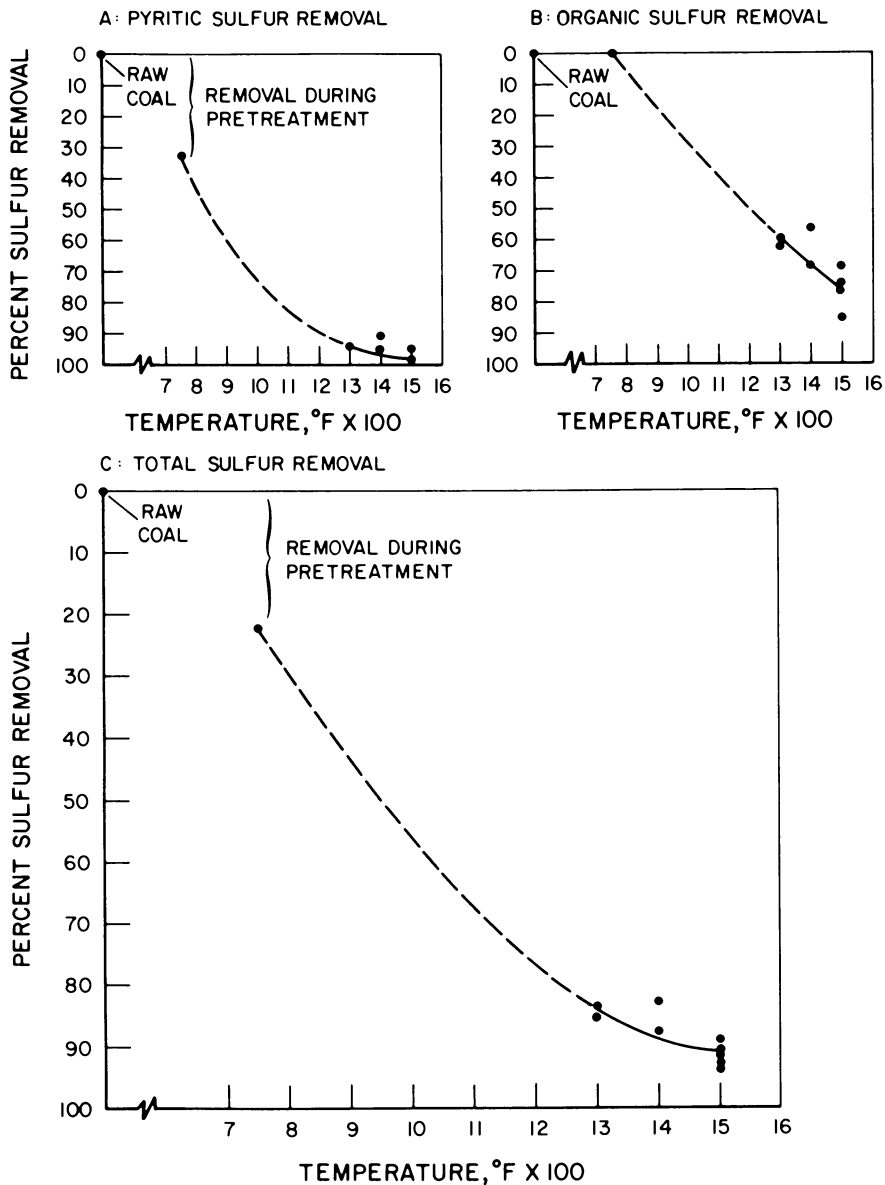 A: PYRITIC SULFUR REMOVAL
PERCENT SULFUR REMOVAL
0
10
20
30
40
50
60
70
80
90
100
RAW
COAL
REMOVAL DURING
PRETREATMENT
7 8 9 10 11 12 13 14 15 16
TEMPERATURE, °F X 100
B: ORGANIC SULFUR REMOVAL
0
10
20
30
40
50
60
70
80
90
100
RAW
COAL
7 8 9 10 11 12 13 14 15 16
TEMPERATURE, °F X 100
C: TOTAL SULFUR REMOVAL
PERCENT SULFUR REMOVAL
0
10
20
30
40
50
60
70
80
90
100
RAW
COAL
REMOVAL DURING
PRETREATMENT
7 8 9 10 11 12 13 14 15 16
TEMPERATURE, °F X 100